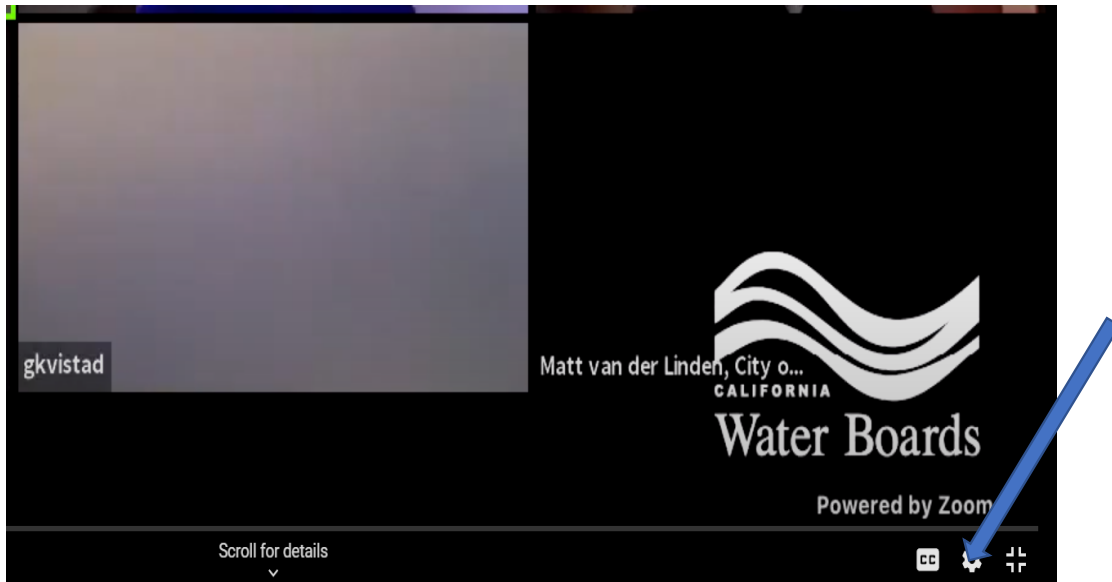 gkvistad
Matt van der Linden, City o...
CALIFORNIA
Water Boards
Powered by Zoom
Scroll for details
CC